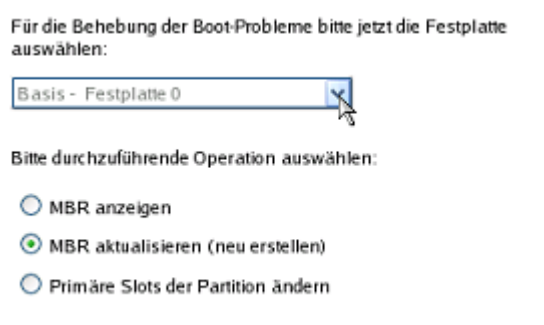 Für die Behebung der Boot-Probleme bitte jetzt die Festplatte
auswählen:
Basis - Festplatte 0
Bitte durchzuführende Operation auswählen:
MBR anzeigen
MBR aktualisieren (neu erstellen)
Primäre Slots der Partition ändern